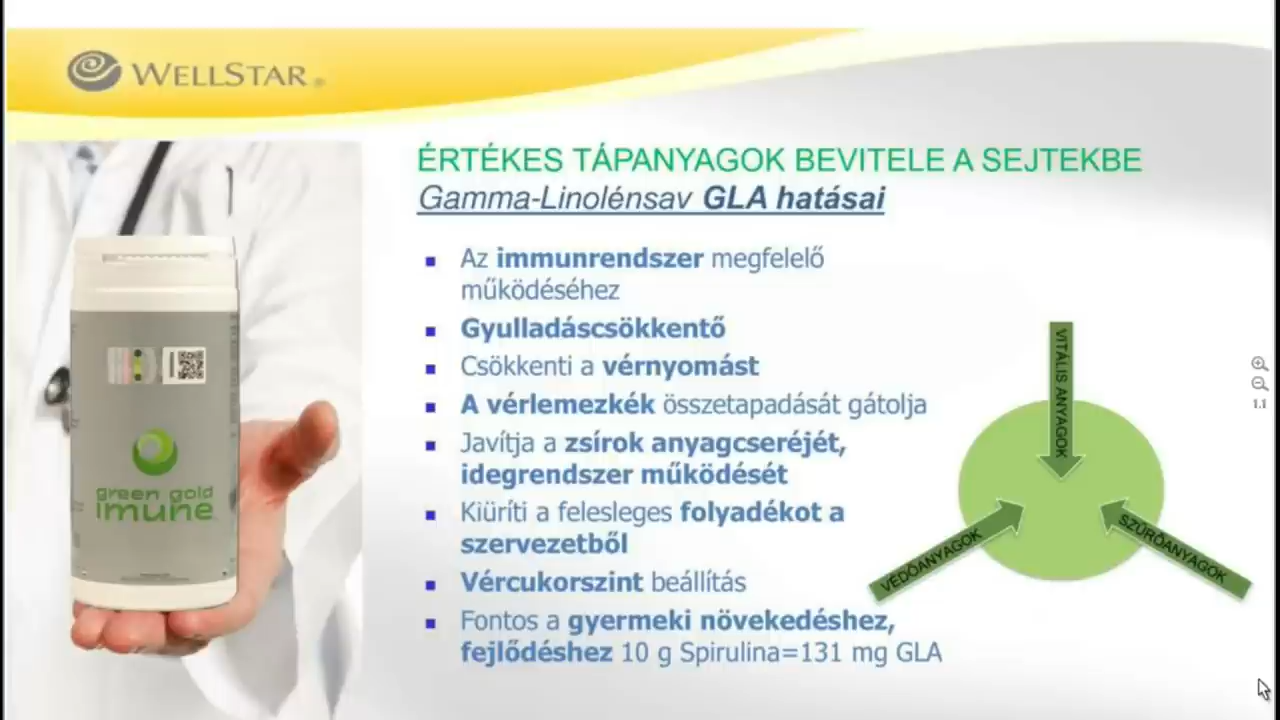 WELLSTAR®
ÉRTÉKES TÁPANYAGOK BEVITELE A SEJTEKBE
Gamma-Linolénsav GLA hatásai
Az immunrendszer megfelelő
működéséhez
Gyulladáscsökkentő
Csökkenti a vérnyomást
A vérlemezkék összetapadását gátolja
Javítja a zsírok anyagcseréjét,
idegrendszer működését
Kiüríti a felesleges folyadékot a
szervezetből
Vércukorszint beállítás
Fontos a gyermeki növekedéshez,
fejlődéshez 10 g Spirulina=131 mg GLA
green gold
imune
VITÁLIS ANYAGOK
VÉDŐANYAGOK
SZŰRŐANYAGOK
1:1